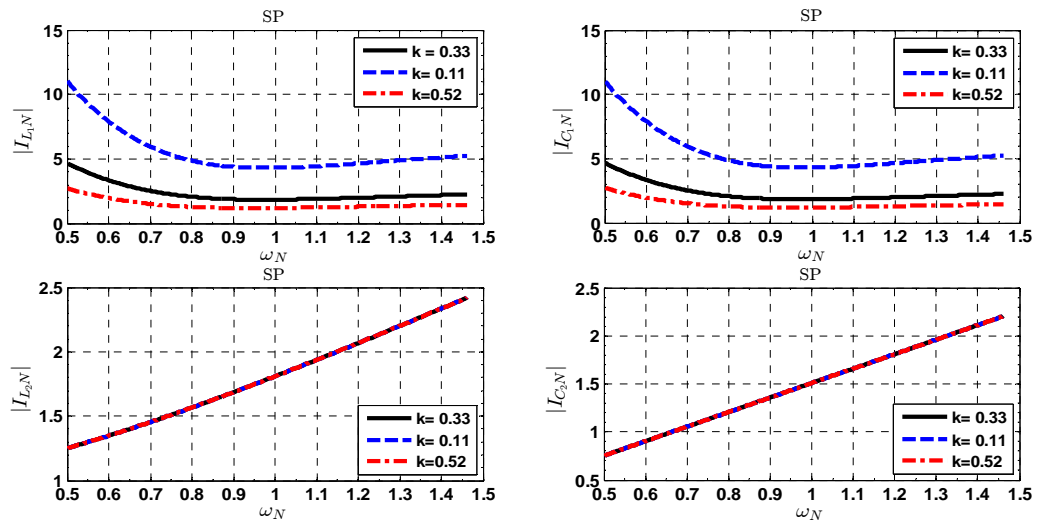 SP
15
10
5
0
|I_{L_1N}|
k = 0.33
k= 0.11
k=0.52
0.5 0.6 0.7 0.8 0.9 1 1.1 1.2 1.3 1.4 1.5
ω_N
SP
15
10
5
0
|I_{C_1N}|
k = 0.33
k= 0.11
k=0.52
0.5 0.6 0.7 0.8 0.9 1 1.1 1.2 1.3 1.4 1.5
ω_N
SP
2.5
2
1.5
1
|I_{L_2N}|
k = 0.33
k= 0.11
k=0.52
0.5 0.6 0.7 0.8 0.9 1 1.1 1.2 1.3 1.4 1.5
ω_N
SP
2.5
2
1.5
1
0.5
|I_{C_2N}|
k = 0.33
k= 0.11
k=0.52
0.5 0.6 0.7 0.8 0.9 1 1.1 1.2 1.3 1.4 1.5
ω_N